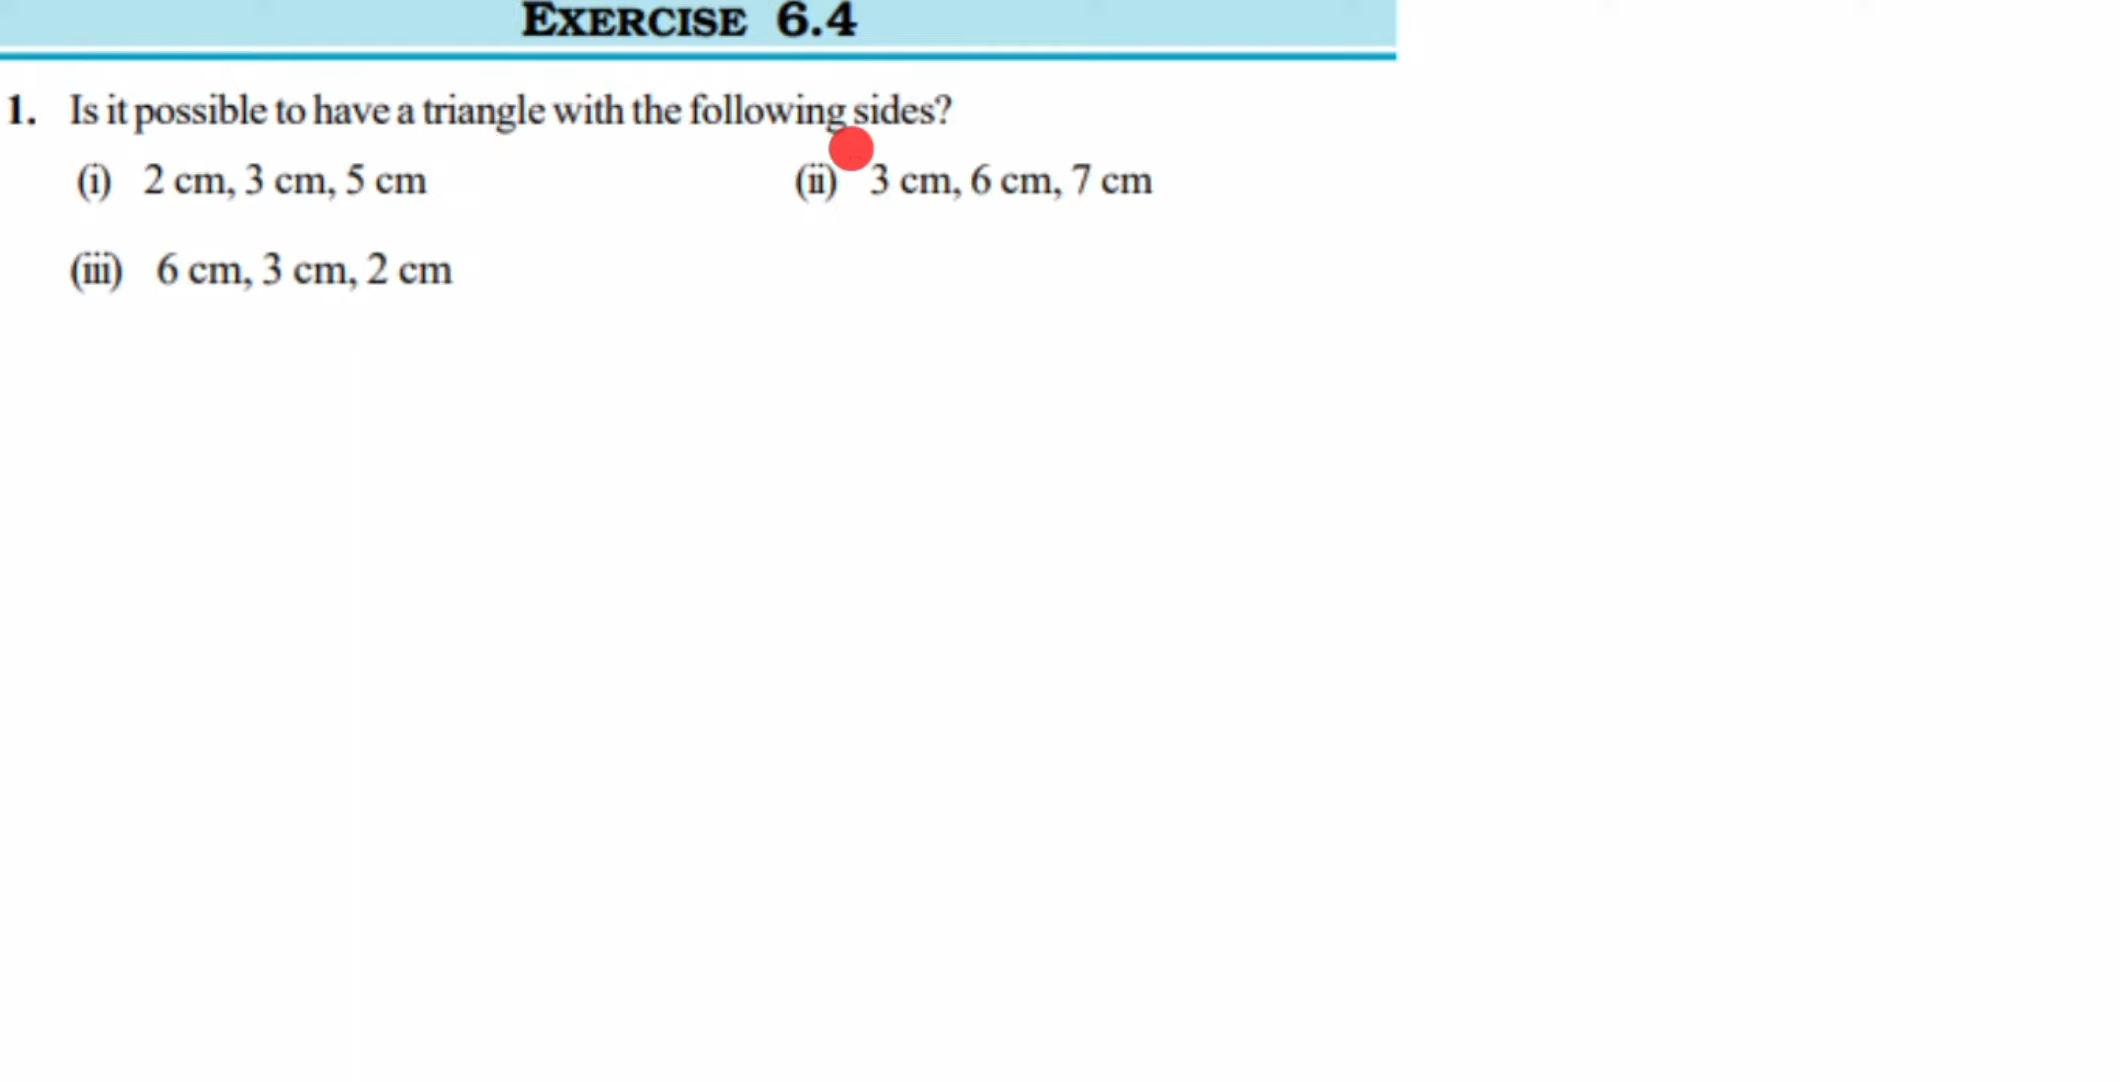 EXERCISE 6.4
1. Is it possible to have a triangle with the following sides?
(i) 2 cm, 3 cm, 5 cm (ii) 3 cm, 6 cm, 7 cm
(iii) 6 cm, 3 cm, 2 cm